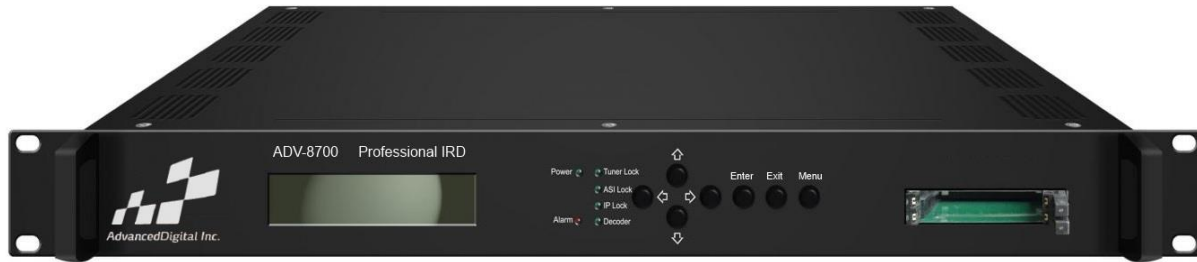 ADV-8700 Professional IRD
AdvancedDigital Inc.
Power
Alarm
Tuner Lock
ASI Lock
IP Lock
Decoder
Enter Exit Menu